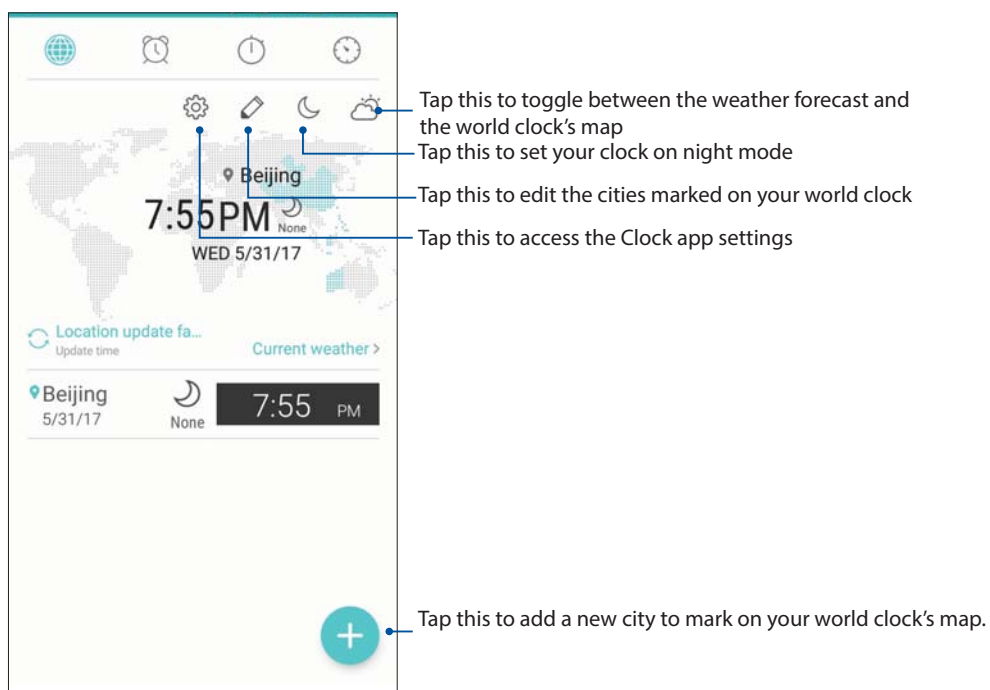 Tap this to toggle between the weather forecast and
the world clock's map
Tap this to set your clock on night mode
Beijing
Tap this to edit the cities marked on your world clock
7:55PM
None
Tap this to access the Clock app settings
WED 5/31/17
Location update fa...
Update time
Current weather >
Beijing
5/31/17
None
7:55 PM
Tap this to add a new city to mark on your world clock's map.